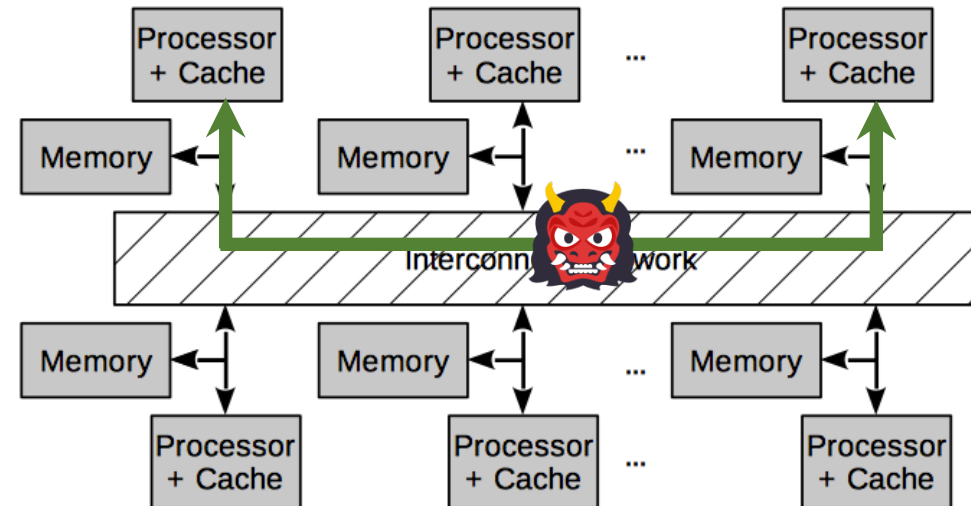 Processor
+ Cache
Processor
+ Cache
...
Processor
+ Cache
Memory
Memory
...
Memory
Interconn work
Memory
Memory
...
Memory
Processor
+ Cache
Processor
+ Cache
...
Processor
+ Cache